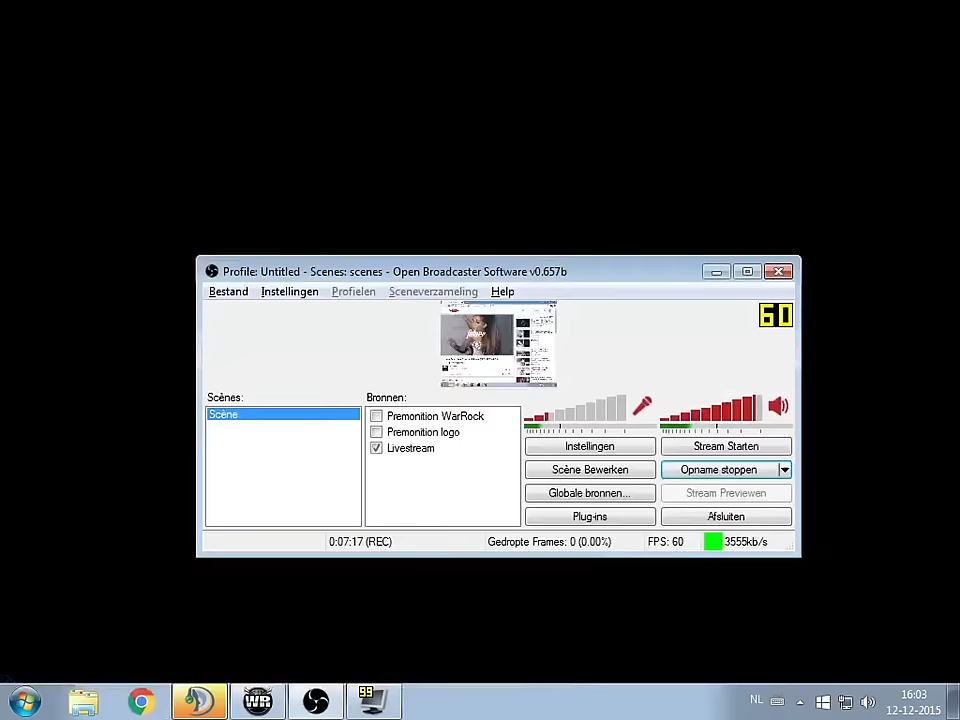 Profile: Untitled - Scenes: scenes - Open Broadcaster Software v0.657b
Bestand Instellingen Profielen Sceneverzameling Help
60
Scènes:
Bronnen:
Scène
Premonition WarRock
Premonition logo
Livestream
Instellingen
Stream Starten
Scène Bewerken
Opname stoppen
Globale bronnen...
Stream Previewen
Plug-ins
Afsluiten
0:07:17 (REC)
Gedropte Frames: 0 (0.00%)
FPS: 60
3555kb/s
WR
99
NL
16:03
12-12-2015